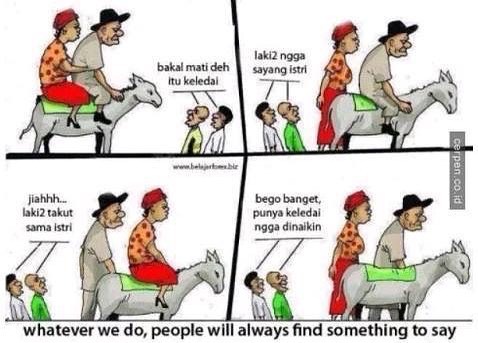 bakal mati deh
itu keledai
laki2 ngga
sayang istri
www.belajarforex.biz
cerpen.co.id
jiahhh...
laki2 takut
sama istri
bego banget,
punya keledai
ngga dinaikin
whatever we do, people will always find something to say